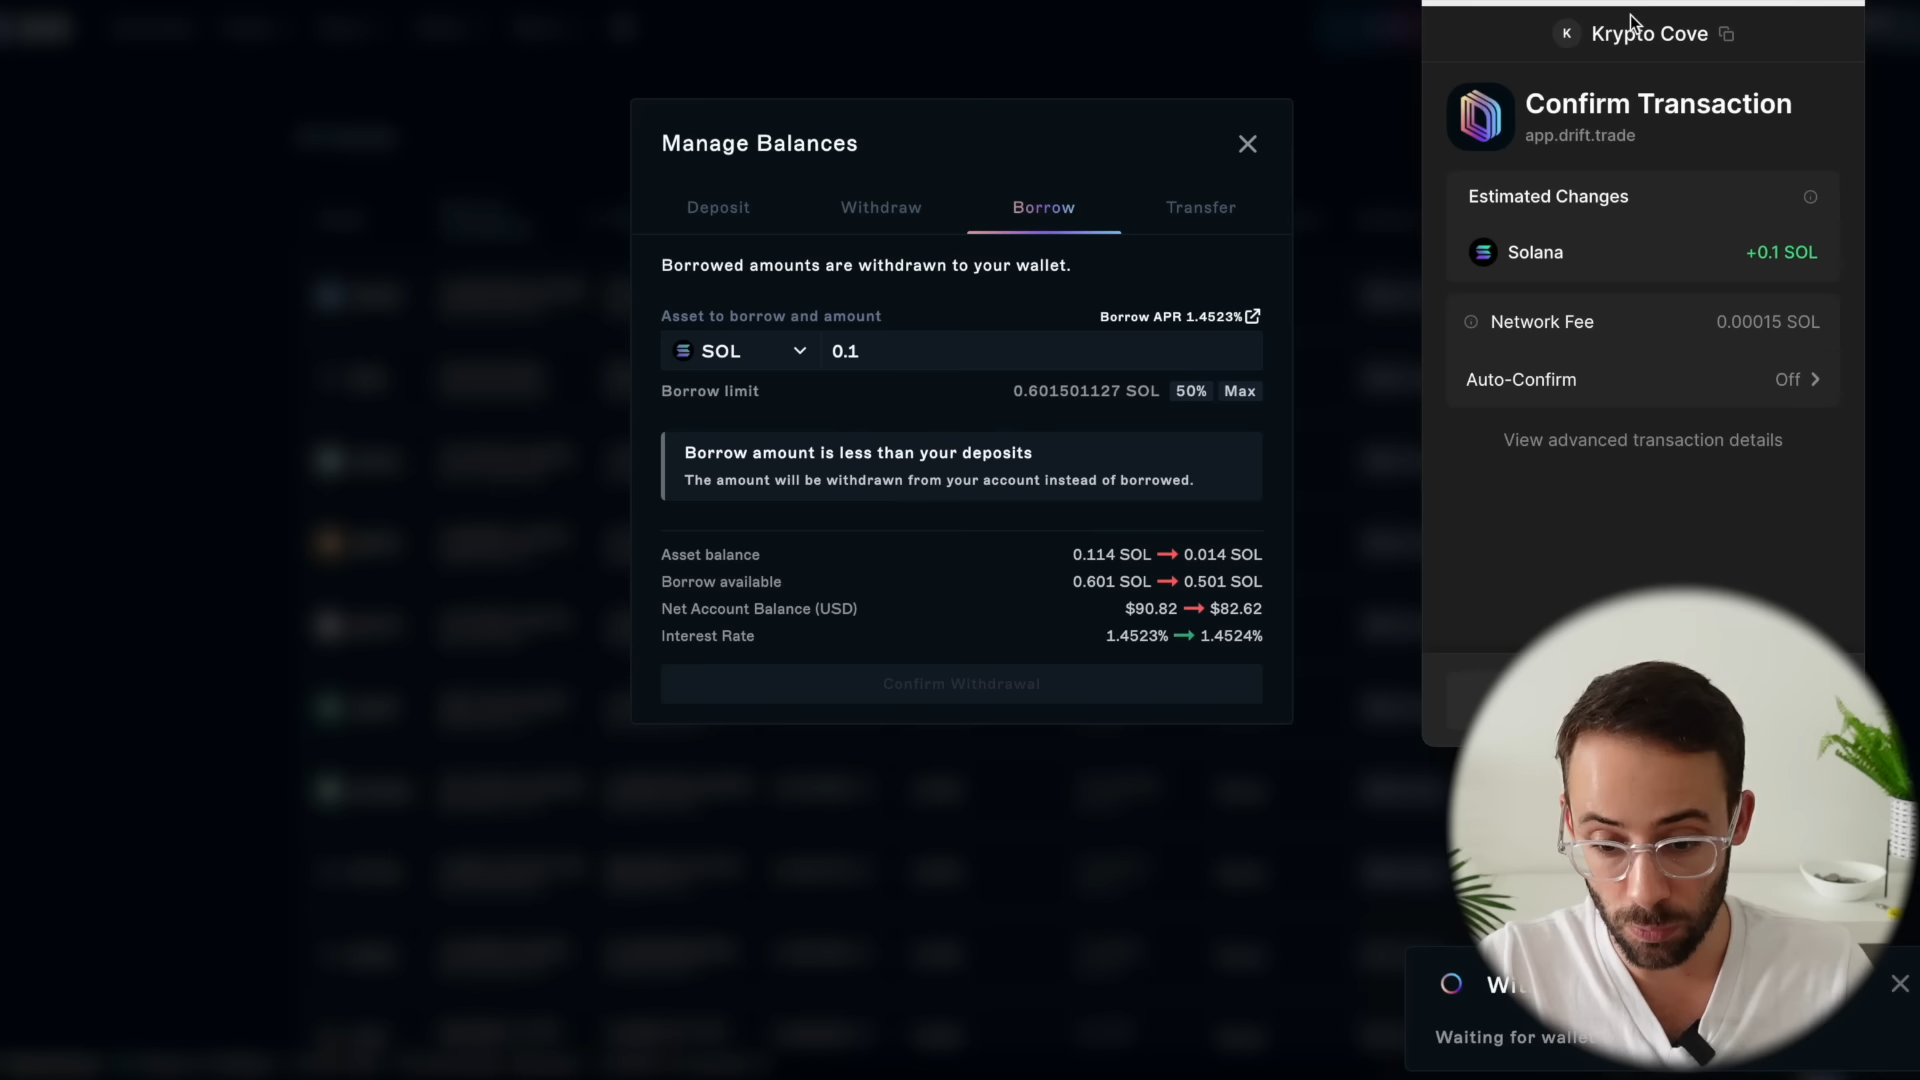 Manage Balances
Deposit
Withdraw
Borrow
Transfer
Borrowed amounts are withdrawn to your wallet.
Asset to borrow and amount
Borrow APR 1.4523%
SOL
0.1
Borrow limit
0.601501127 SOL
50%
Max
Borrow amount is less than your deposits
The amount will be withdrawn from your account instead of borrowed.
Asset balance
0.114 SOL → 0.014 SOL
Borrow available
0.601 SOL → 0.501 SOL
Net Account Balance (USD)
$90.82 → $82.62
Interest Rate
1.4523% → 1.4524%
Confirm Withdrawal
K
Krypto Cove
Confirm Transaction
app.drift.trade
Estimated Changes
Solana
+0.1 SOL
Network Fee
0.00015 SOL
Auto-Confirm
Off
View advanced transaction details
Waiting for